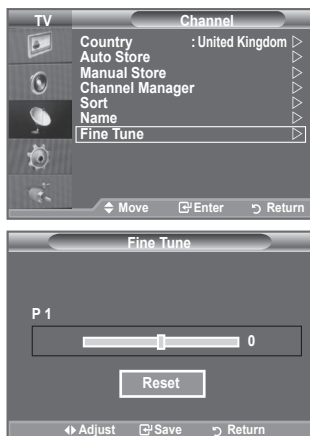 TV Channel
Country : United Kingdom
Auto Store
Manual Store
Channel Manager
Sort
Name
Fine Tune
Move Enter Return
Fine Tune
P 1
0
Reset
Adjust Save Return